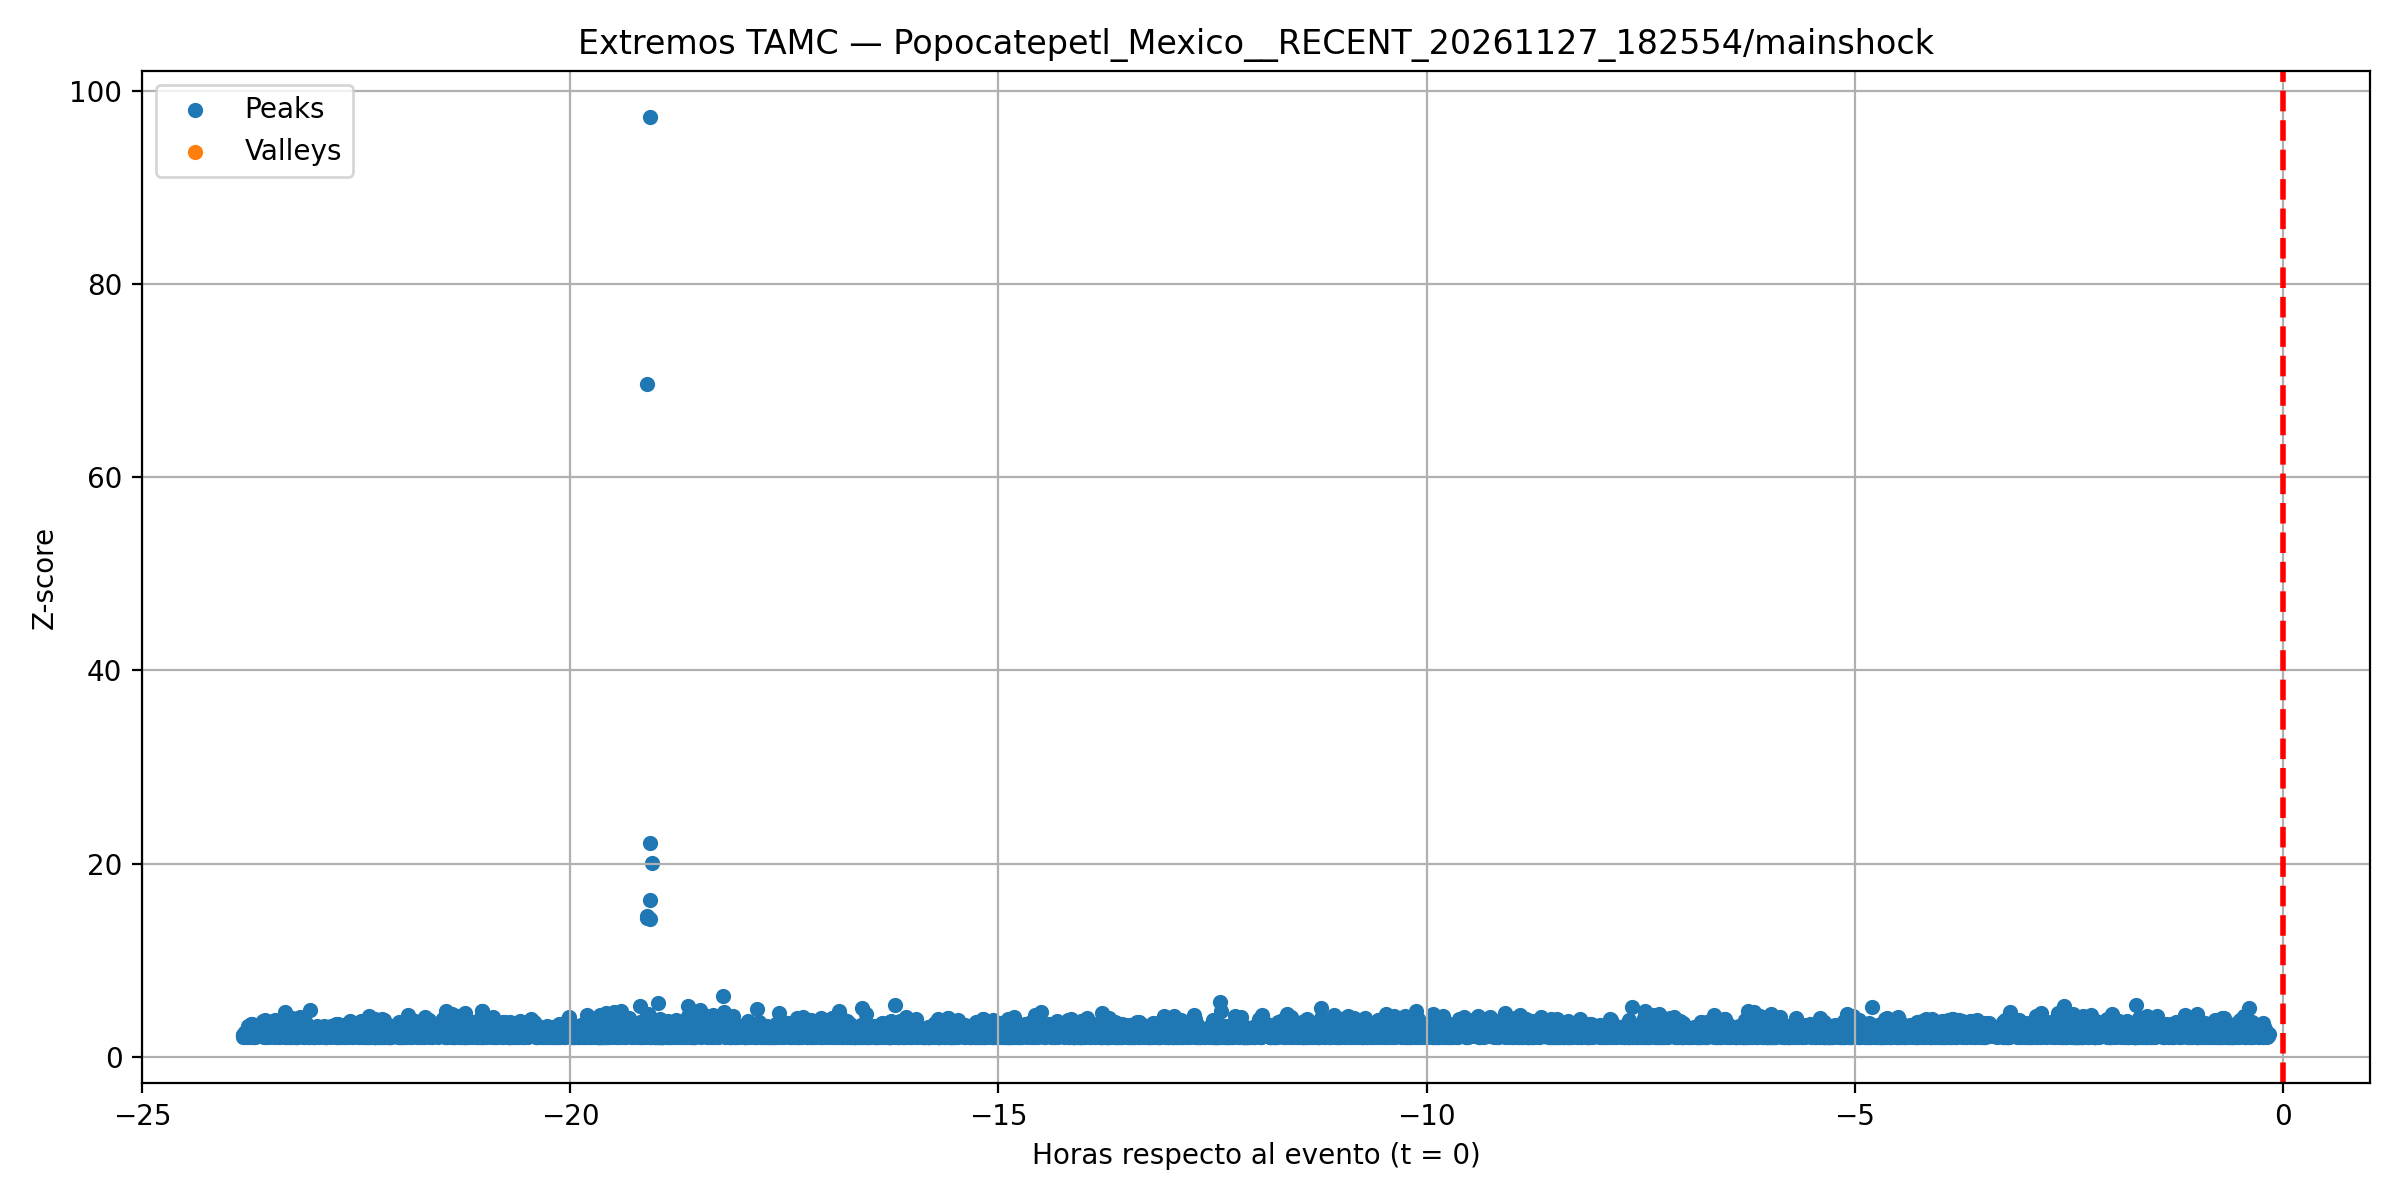 Extremos TAMC — Popocatepetl_Mexico__RECENT_20261127_182554/mainshock
100
80
60
40
20
0
Z-score
Peaks
Valleys
−25
−20
−15
−10
−5
0
Horas respecto al evento (t = 0)